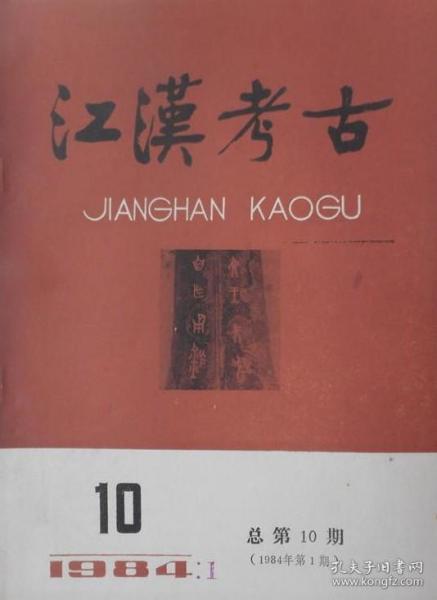 江漢考古
JIANGHAN KAOGU
10
1984:1
总第10期
(1984年第1期)
孔夫子旧书网
www.kongfz.com